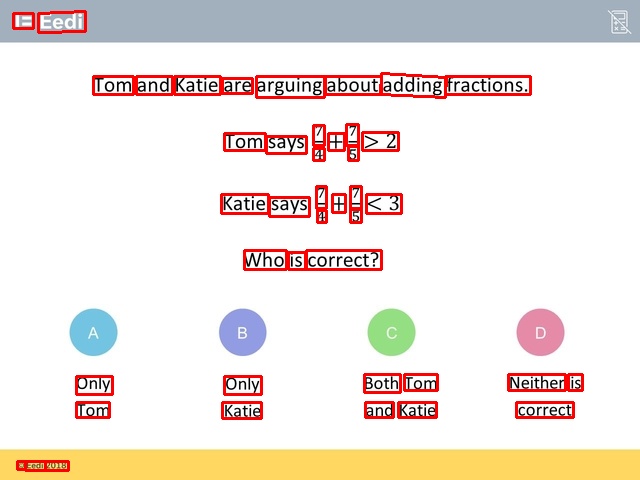 Eedi
Tom and Katie are arguing about adding fractions.
Tom says 7/4 + 7/5 > 2
Katie says 7/4 + 7/5 < 3
Who is correct?
A B C D
Only Only Both Tom Neither is
Tom Katie and Katie correct
© Eedi 2018